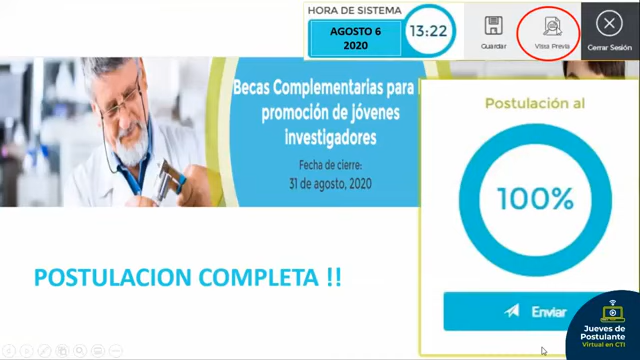 HORA DE SISTEMA
AGOSTO 6
2020
13:22
Guardar
Vista Previa
Cerrar Sesión
Becas Complementarias para
promoción de jóvenes
investigadores
Fecha de cierre:
31 de agosto, 2020
Postulación al
100%
POSTULACION COMPLETA !!
Enviar
Jueves de
Postulante
Virtual en CTI